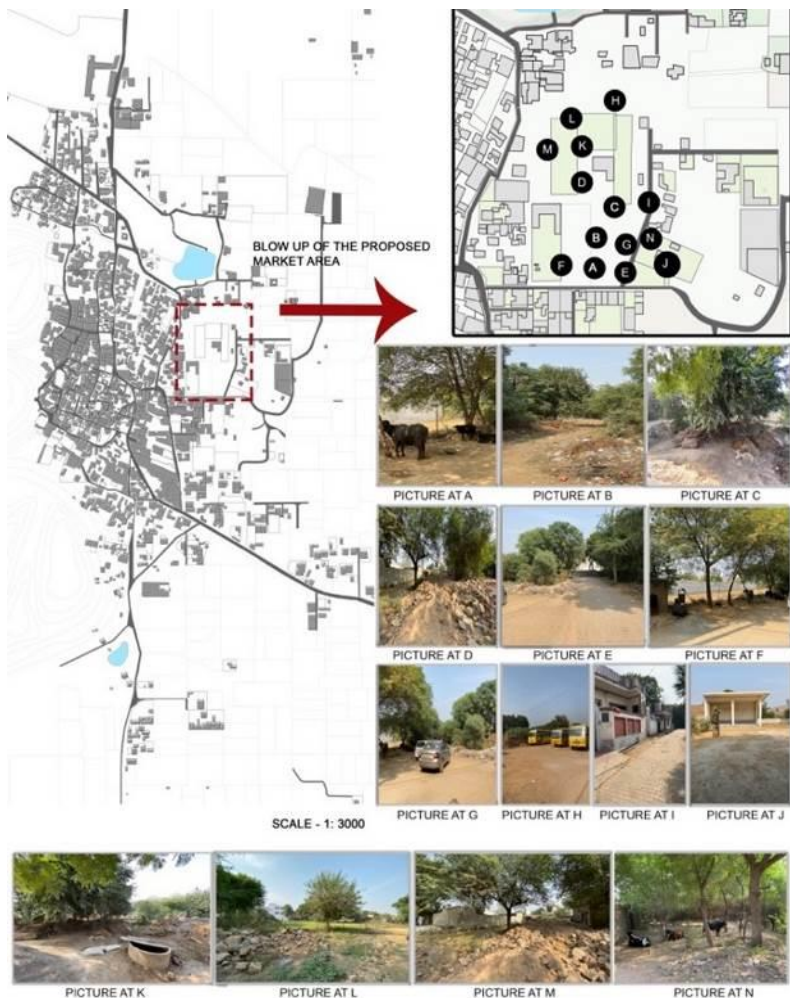 BLOW UP OF THE PROPOSED
MARKET AREA
H
L
K
M
D
I
C
B
G
N
F
A
E
J
PICTURE AT A
PICTURE AT B
PICTURE AT C
PICTURE AT D
PICTURE AT E
PICTURE AT F
PICTURE AT G
PICTURE AT H
PICTURE AT I
PICTURE AT J
SCALE - 1: 3000
PICTURE AT K
PICTURE AT L
PICTURE AT M
PICTURE AT N